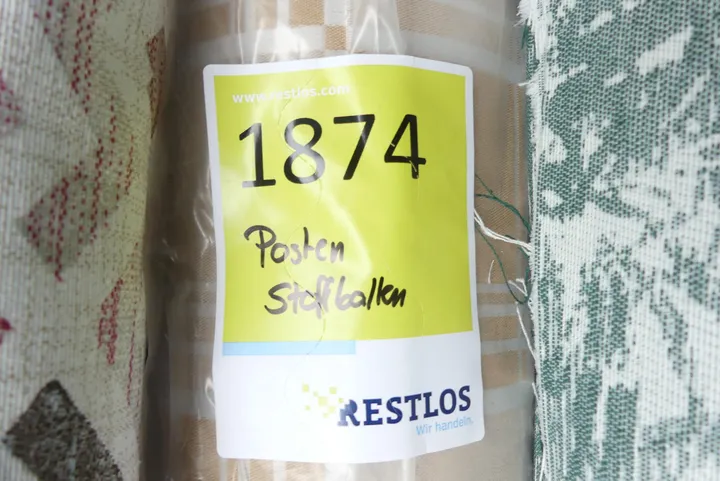 www.restlos.com
1874
Posten
Stoffballen
RESTLOS
Wir handeln.